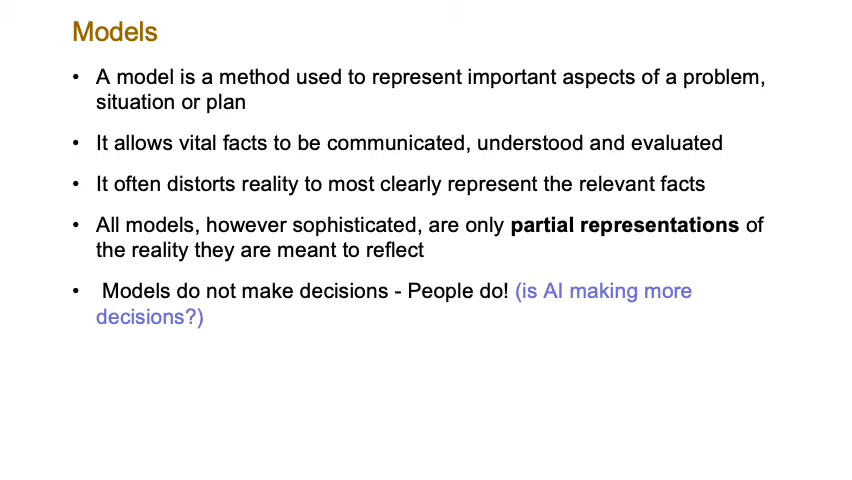 Models
• A model is a method used to represent important aspects of a problem,
situation or plan
• It allows vital facts to be communicated, understood and evaluated
• It often distorts reality to most clearly represent the relevant facts
• All models, however sophisticated, are only partial representations of
the reality they are meant to reflect
• Models do not make decisions - People do! (is AI making more
decisions?)